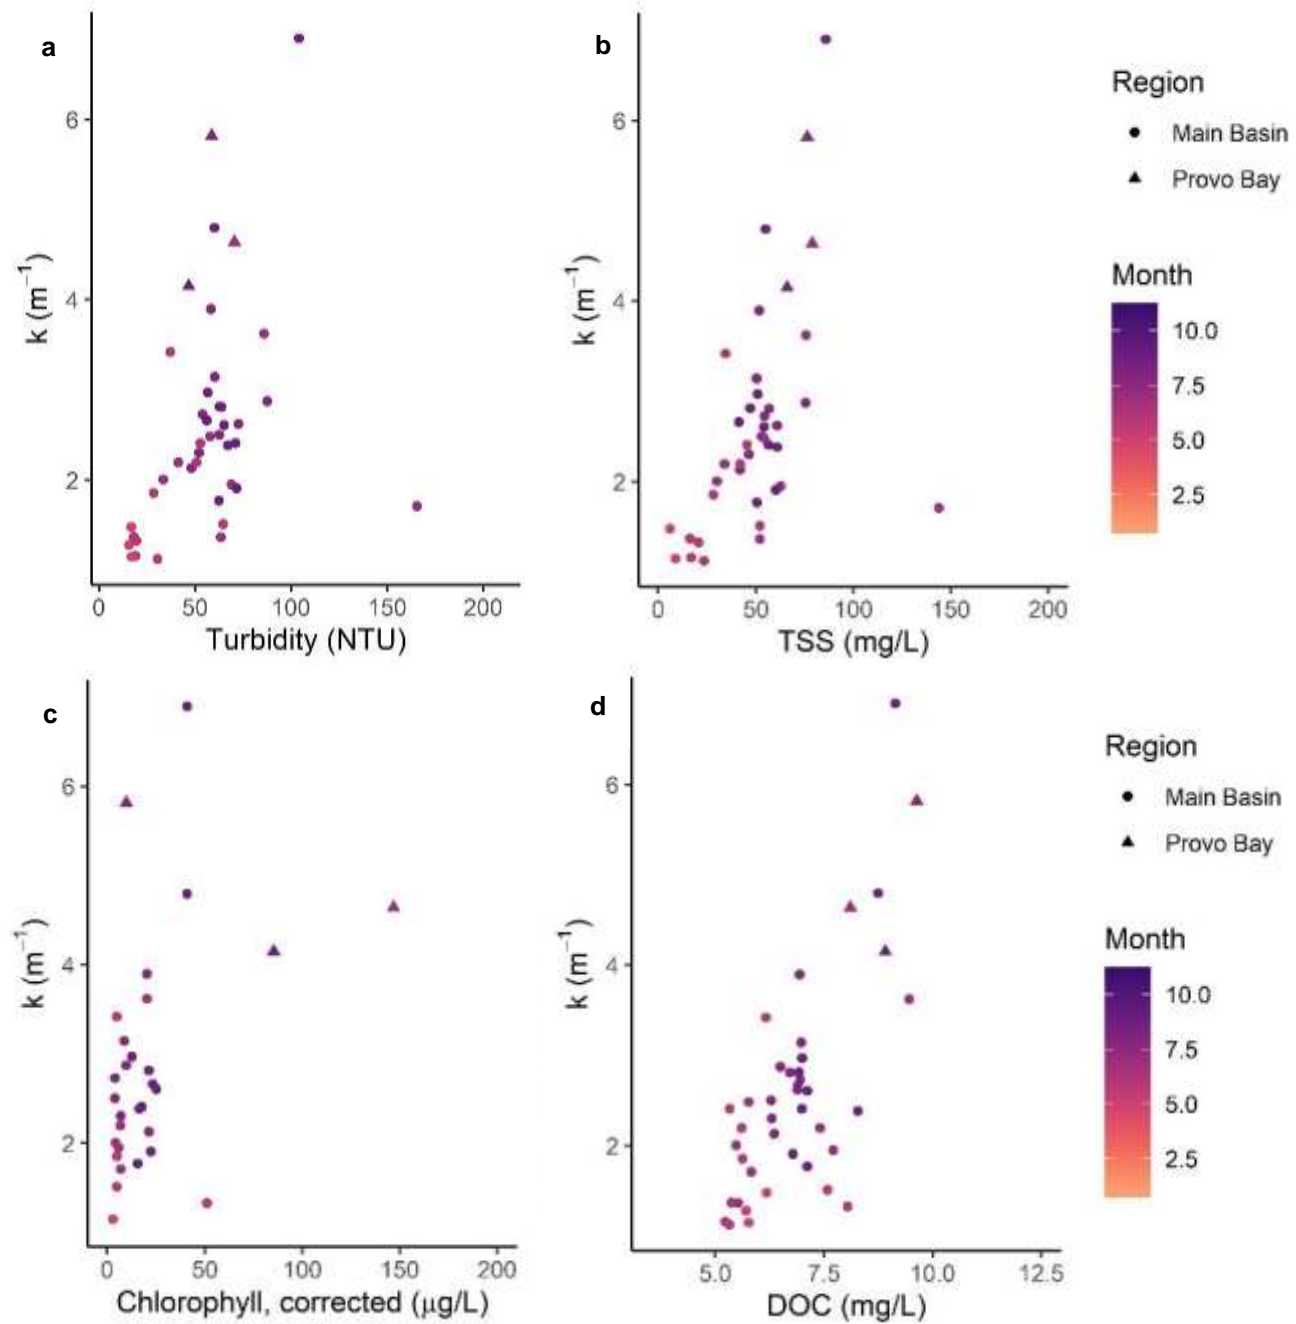 a
6
4
2
k (m⁻¹)
0 50 100 150 200
Turbidity (NTU)
b
6
4
2
k (m⁻¹)
0 50 100 150 200
TSS (mg/L)
Region
Main Basin
Provo Bay
Month
10.0
7.5
5.0
2.5
c
6
4
2
k (m⁻¹)
0 50 100 150 200
Chlorophyll, corrected (μg/L)
d
6
4
2
k (m⁻¹)
5.0 7.5 10.0 12.5
DOC (mg/L)
Region
Main Basin
Provo Bay
Month
10.0
7.5
5.0
2.5